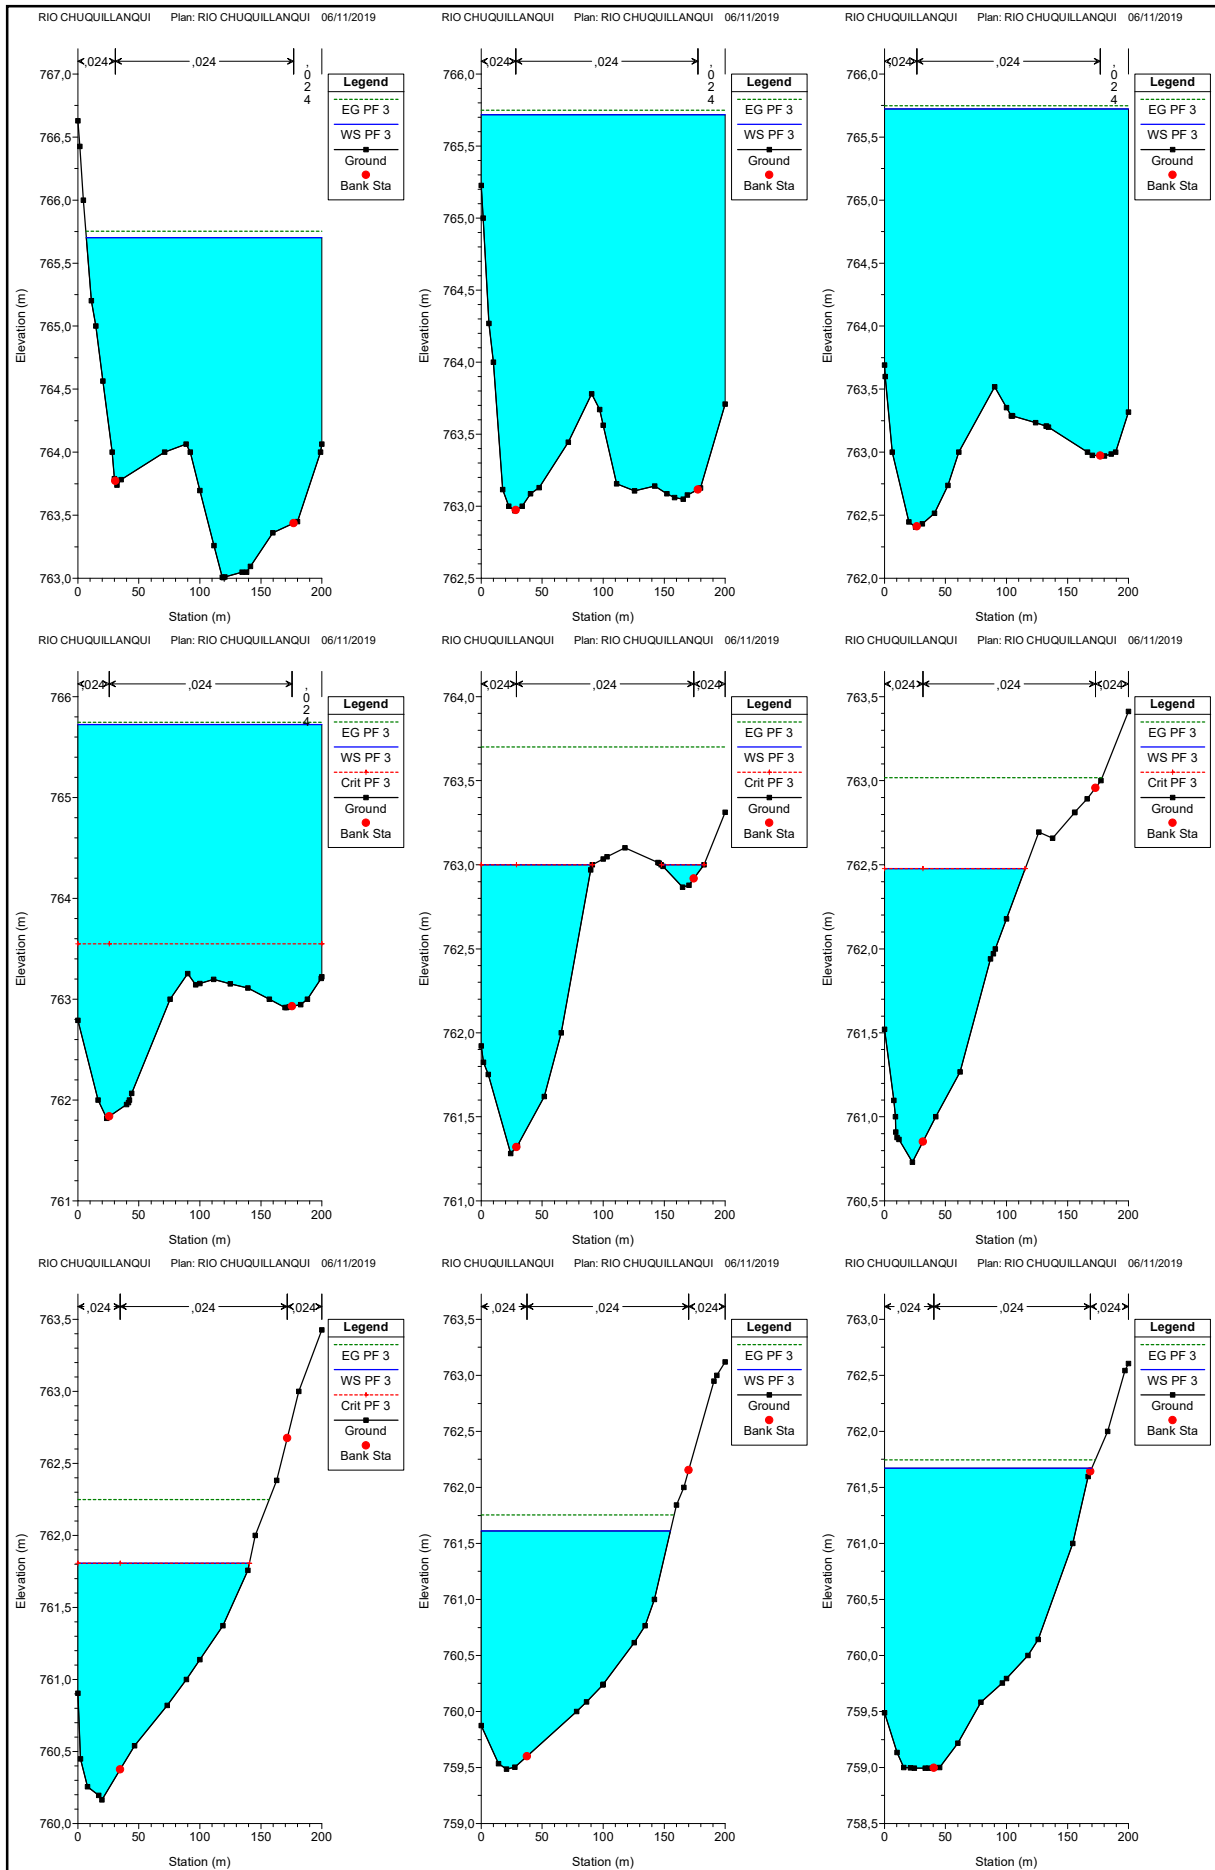 RIO CHUQUILLANQUI Plan: RIO CHUQUILLANQUI 06/11/2019
,024 ,024 ,024
767,0
766,5
766,0
765,5
765,0
764,5
764,0
763,5
763,0
Elevation (m)
0 50 100 150 200
Station (m)
Legend
EG PF 3
WS PF 3
Ground
Bank Sta
RIO CHUQUILLANQUI Plan: RIO CHUQUILLANQUI 06/11/2019
,024 ,024 ,024
766,0
765,5
765,0
764,5
764,0
763,5
763,0
762,5
Elevation (m)
0 50 100 150 200
Station (m)
Legend
EG PF 3
WS PF 3
Ground
Bank Sta
RIO CHUQUILLANQUI Plan: RIO CHUQUILLANQUI 06/11/2019
,024 ,024 ,024
766,0
765,5
765,0
764,5
764,0
763,5
763,0
762,5
762,0
Elevation (m)
0 50 100 150 200
Station (m)
Legend
EG PF 3
WS PF 3
Ground
Bank Sta
RIO CHUQUILLANQUI Plan: RIO CHUQUILLANQUI 06/11/2019
,024 ,024 ,024
766
765
764
763
762
761
Elevation (m)
0 50 100 150 200
Station (m)
Legend
EG PF 3
WS PF 3
Crit PF 3
Ground
Bank Sta
RIO CHUQUILLANQUI Plan: RIO CHUQUILLANQUI 06/11/2019
,024 ,024 ,024
764,0
763,5
763,0
762,5
762,0
761,5
761,0
Elevation (m)
0 50 100 150 200
Station (m)
Legend
EG PF 3
WS PF 3
Crit PF 3
Ground
Bank Sta
RIO CHUQUILLANQUI Plan: RIO CHUQUILLANQUI 06/11/2019
,024 ,024 ,024
763,5
763,0
762,5
762,0
761,5
761,0
760,5
Elevation (m)
0 50 100 150 200
Station (m)
Legend
EG PF 3
WS PF 3
Crit PF 3
Ground
Bank Sta
RIO CHUQUILLANQUI Plan: RIO CHUQUILLANQUI 06/11/2019
,024 ,024 ,024
763,5
763,0
762,5
762,0
761,5
761,0
760,5
760,0
Elevation (m)
0 50 100 150 200
Station (m)
Legend
EG PF 3
WS PF 3
Crit PF 3
Ground
Bank Sta
RIO CHUQUILLANQUI Plan: RIO CHUQUILLANQUI 06/11/2019
,024 ,024 ,024
763,5
763,0
762,5
762,0
761,5
761,0
760,5
760,0
759,5
759,0
Elevation (m)
0 50 100 150 200
Station (m)
Legend
EG PF 3
WS PF 3
Ground
Bank Sta
RIO CHUQUILLANQUI Plan: RIO CHUQUILLANQUI 06/11/2019
,024 ,024 ,024
763,0
762,5
762,0
761,5
761,0
760,5
760,0
759,5
759,0
758,5
Elevation (m)
0 50 100 150 200
Station (m)
Legend
EG PF 3
WS PF 3
Ground
Bank Sta